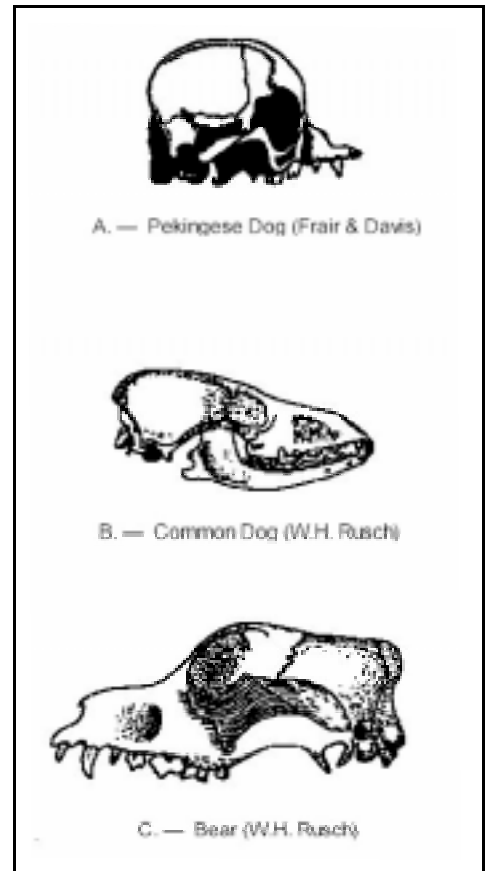 A. — Pekingese Dog (Frair & Davis)
B. — Common Dog (W.H. Rusch)
C. — Bear (W.H. Rusch)